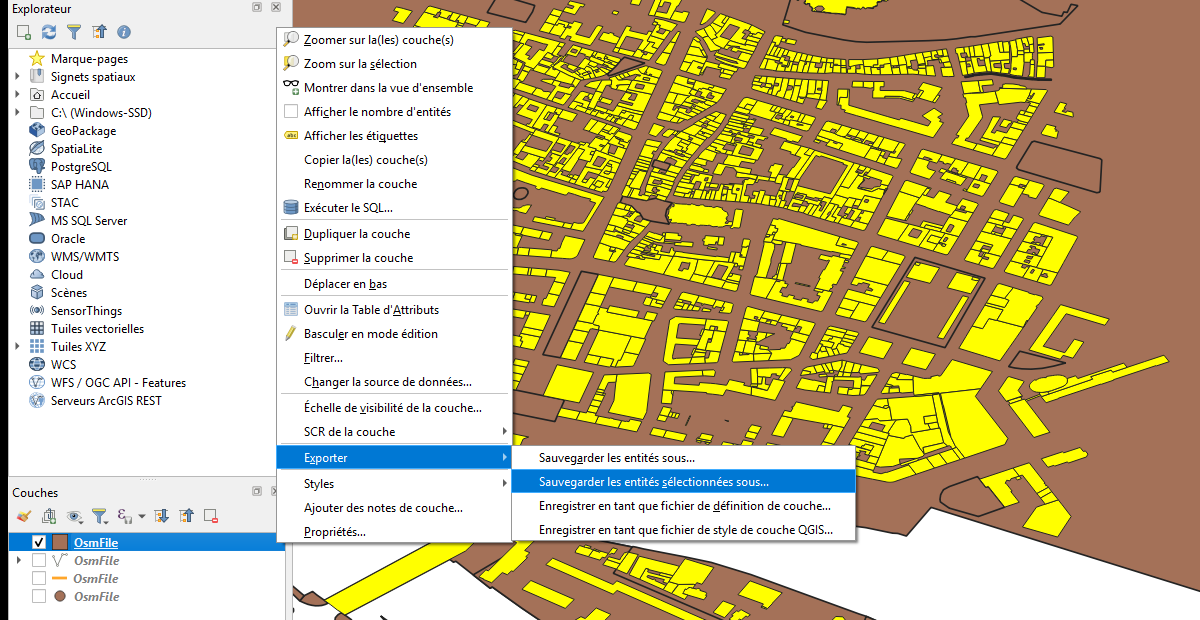 Explorateur
Marque-pages
Signets spatiaux
Accueil
C:\ (Windows-SSD)
GeoPackage
SpatiaLite
PostgreSQL
SAP HANA
STAC
MS SQL Server
Oracle
WMS/WMTS
Cloud
Scènes
SensorThings
Tuiles vectorielles
Tuiles XYZ
WCS
WFS / OGC API - Features
Serveurs ArcGIS REST
Couches
OsmFile
OsmFile
OsmFile
OsmFile
Zoomer sur la(les) couche(s)
Zoom sur la sélection
Montrer dans la vue d'ensemble
Afficher le nombre d'entités
abc Afficher les étiquettes
Copier la(les) couche(s)
Renommer la couche
Exécuter le SQL...
Dupliquer la couche
Supprimer la couche
Déplacer en bas
Ouvrir la Table d'Attributs
Basculer en mode édition
Filtrer...
Changer la source de données...
Échelle de visibilité de la couche...
SCR de la couche
Exporter
Styles
Ajouter des notes de couche...
Propriétés...
Sauvegarder les entités sous...
Sauvegarder les entités sélectionnées sous...
Enregistrer en tant que fichier de définition de couche...
Enregistrer en tant que fichier de style de couche QGIS...